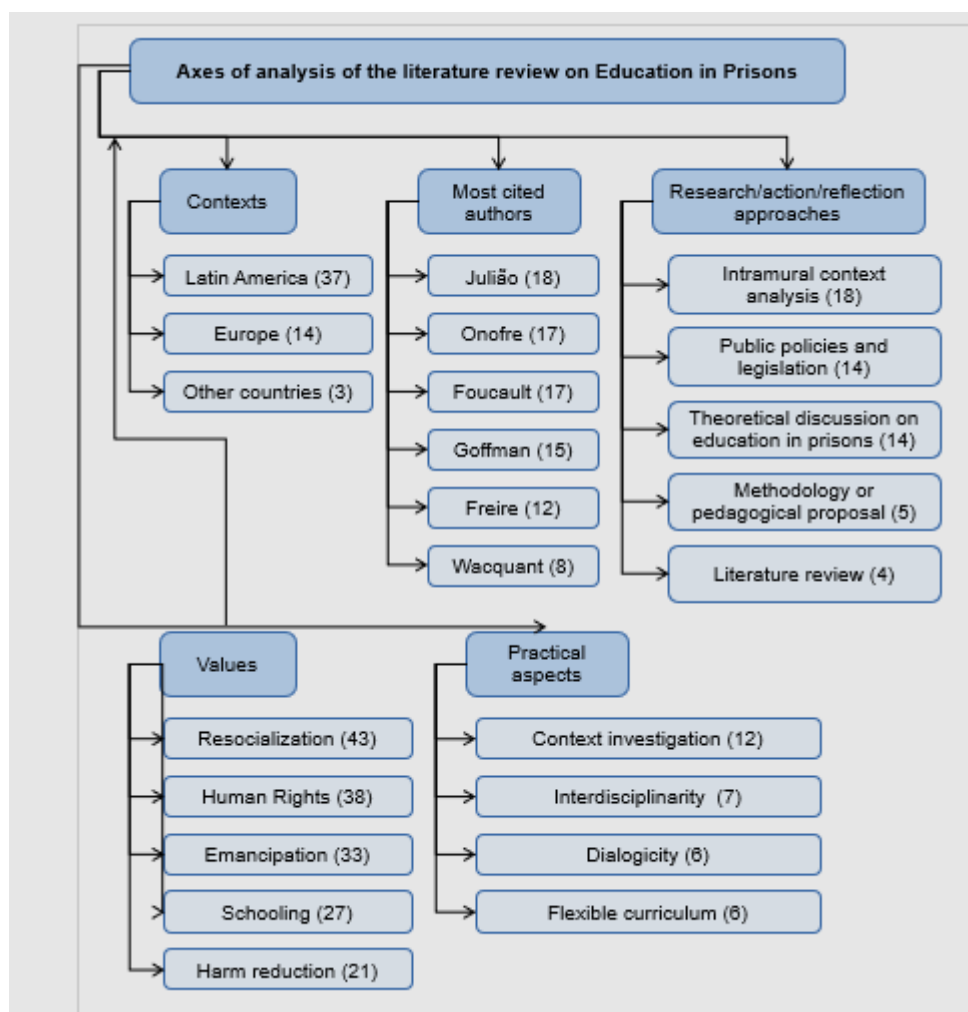 Axes of analysis of the literature review on Education in Prisons
Contexts
Latin America (37)
Europe (14)
Other countries (3)
Most cited
authors
Julião (18)
Onofre (17)
Foucault (17)
Goffman (15)
Freire (12)
Wacquant (8)
Research/action/reflection
approaches
Intramural context
analysis (18)
Public policies and
legislation (14)
Theoretical discussion on
education in prisons (14)
Methodology or
pedagogical proposal (5)
Literature review (4)
Values
Resocialization (43)
Human Rights (38)
Emancipation (33)
Schooling (27)
Harm reduction (21)
Practical
aspects
Context investigation (12)
Interdisciplinarity (7)
Dialogicity (6)
Flexible curriculum (6)